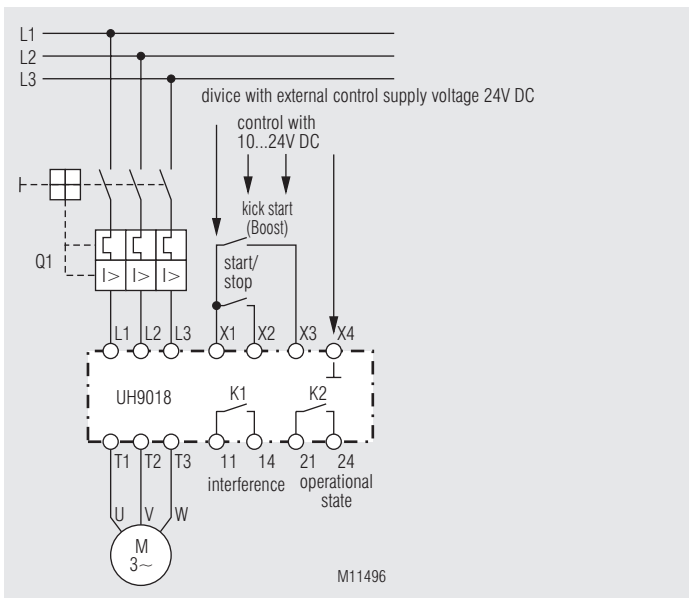 L1
L2
L3
divice with external control supply voltage 24V DC
control with
10...24V DC
kick start
(Boost)
start/
stop
Q1
I> I> I>
L1 L2 L3 X1 X2 X3 X4
UH9018
K1 K2
T1 T2 T3 11 14 21 24
interference
operational
state
U V W
M
3~
M11496